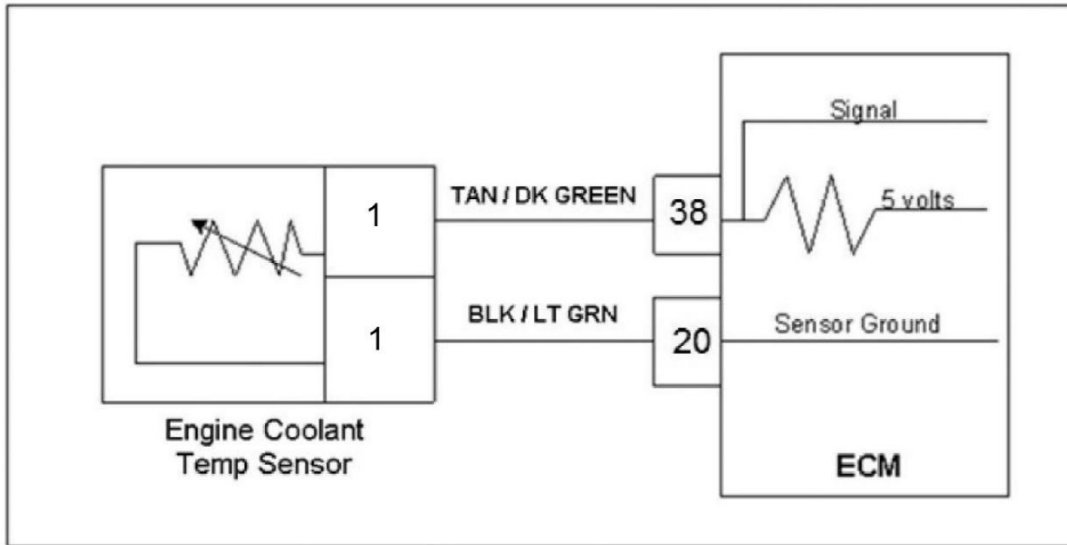 Signal
TAN / DK GREEN
1
38
5 volts
BLK / LT GRN
1
20
Sensor Ground
Engine Coolant
Temp Sensor
ECM